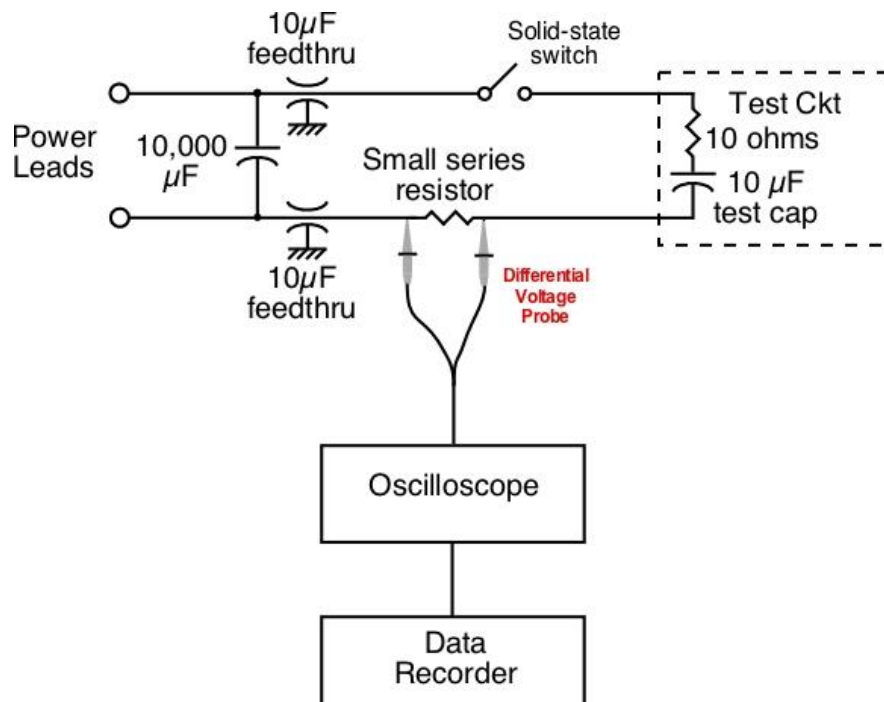 10µF
feedthru
Solid-state
switch
Power
Leads
10,000
µF
Small series
resistor
Test Ckt
10 ohms
10 µF
test cap
10µF
feedthru
Differential
Voltage
Probe
Oscilloscope
Data
Recorder